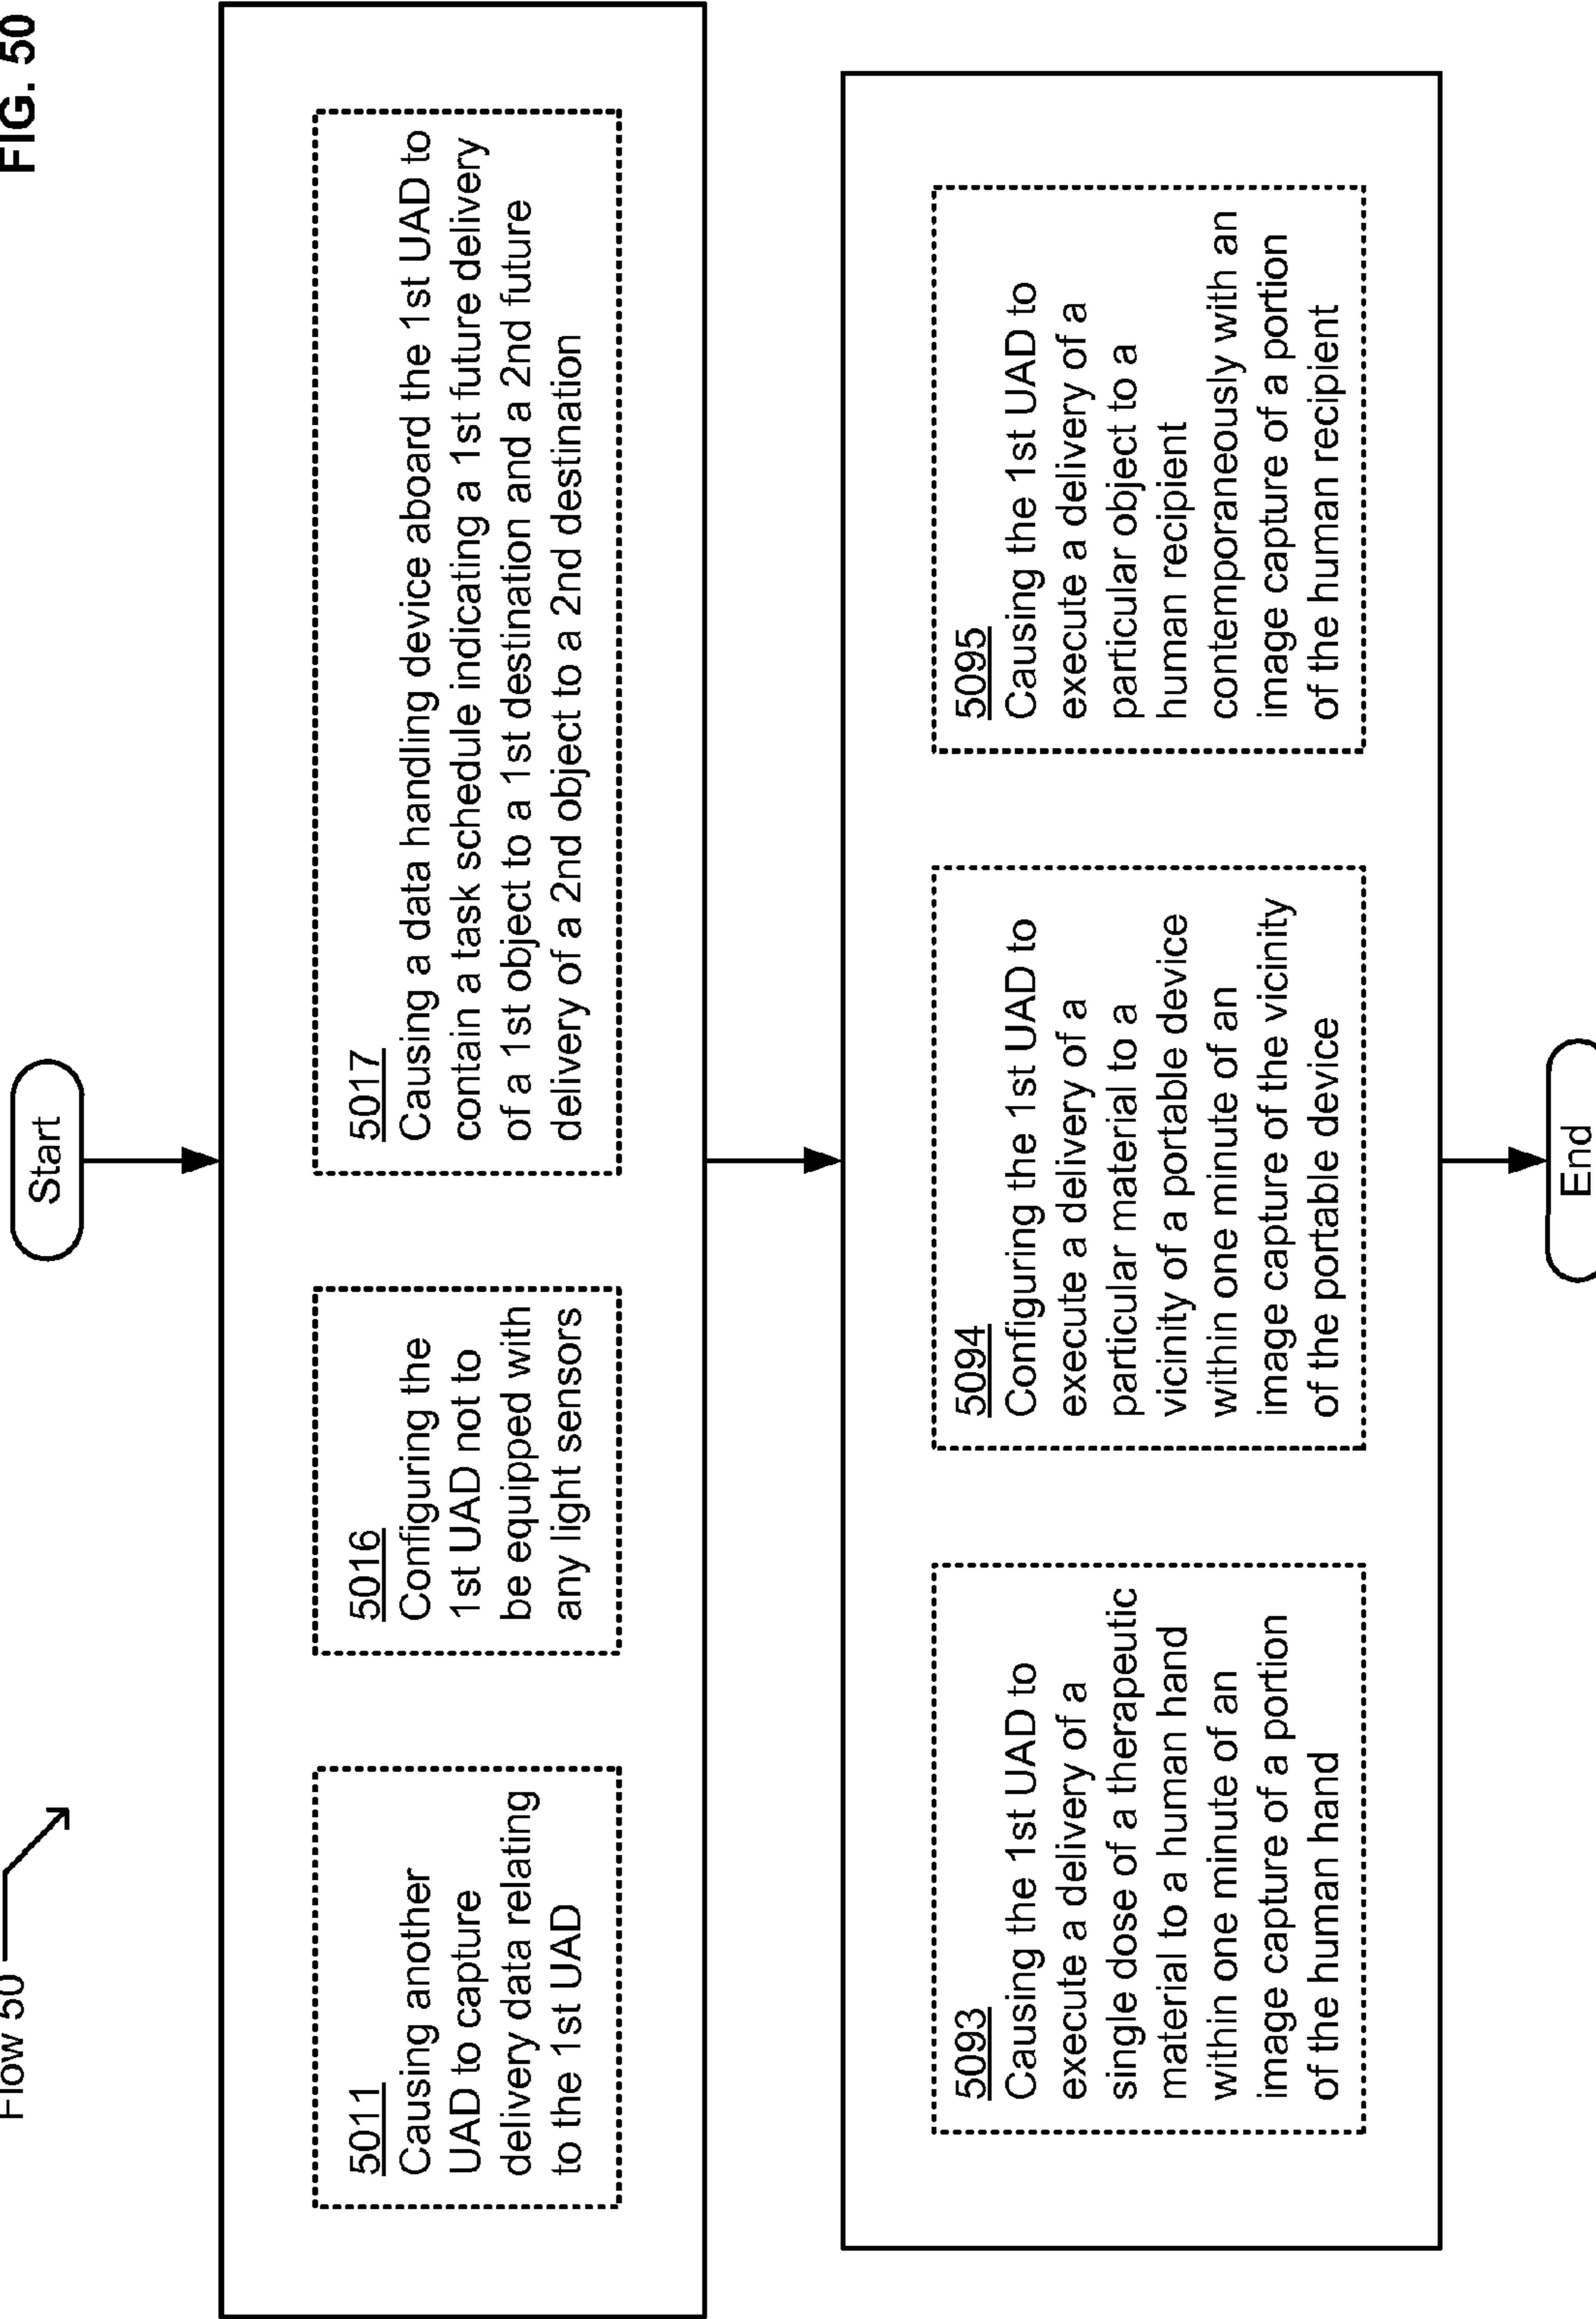 FIG. 50
Flow 50
Start
5011
Causing another
UAD to capture
delivery data relating
to the 1st UAD
5016
Configuring the
1st UAD not to
be equipped with
any light sensors
5017
Causing a data handling device aboard the 1st UAD to
contain a task schedule indicating a 1st future delivery
of a 1st object to a 1st destination and a 2nd future
delivery of a 2nd object to a 2nd destination
5093
Causing the 1st UAD to
execute a delivery of a
single dose of a therapeutic
material to a human hand
within one minute of an
image capture of a portion
of the human hand
5094
Configuring the 1st UAD to
execute a delivery of a
particular material to a
vicinity of a portable device
within one minute of an
image capture of the vicinity
of the portable device
5095
Causing the 1st UAD to
execute a delivery of a
particular object to a
human recipient
contemporaneously with an
image capture of a portion
of the human recipient
End